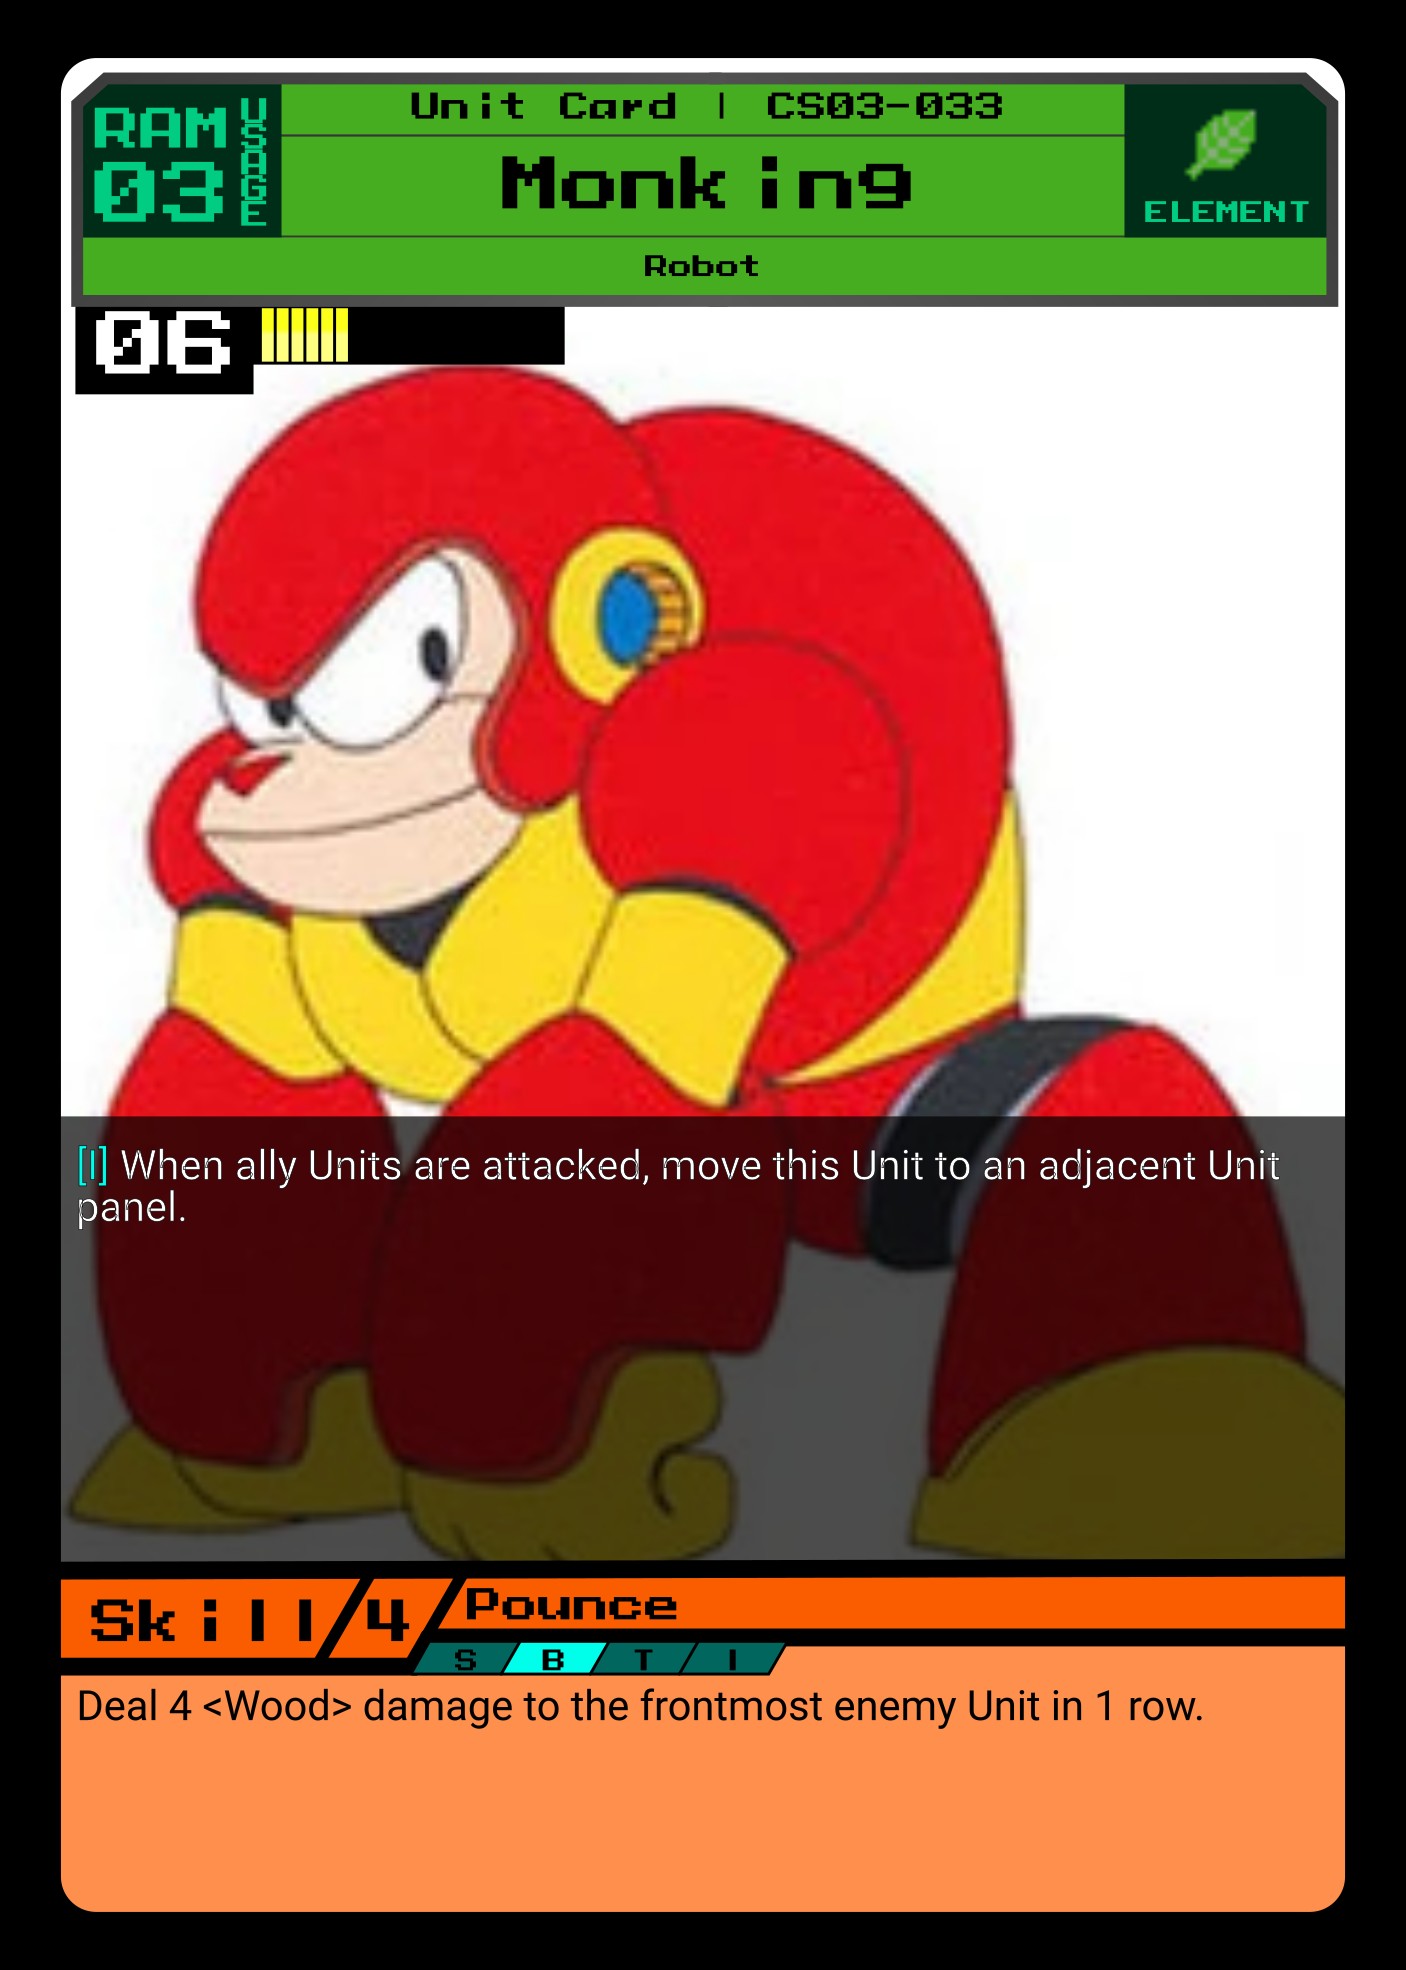 RAM
USAGE
03
Unit Card | CS03-033
Monking
ELEMENT
Robot
06
[I] When ally Units are attacked, move this Unit to an adjacent Unit
panel.
Skill/4
Pounce
S B T I
Deal 4 <Wood> damage to the frontmost enemy Unit in 1 row.